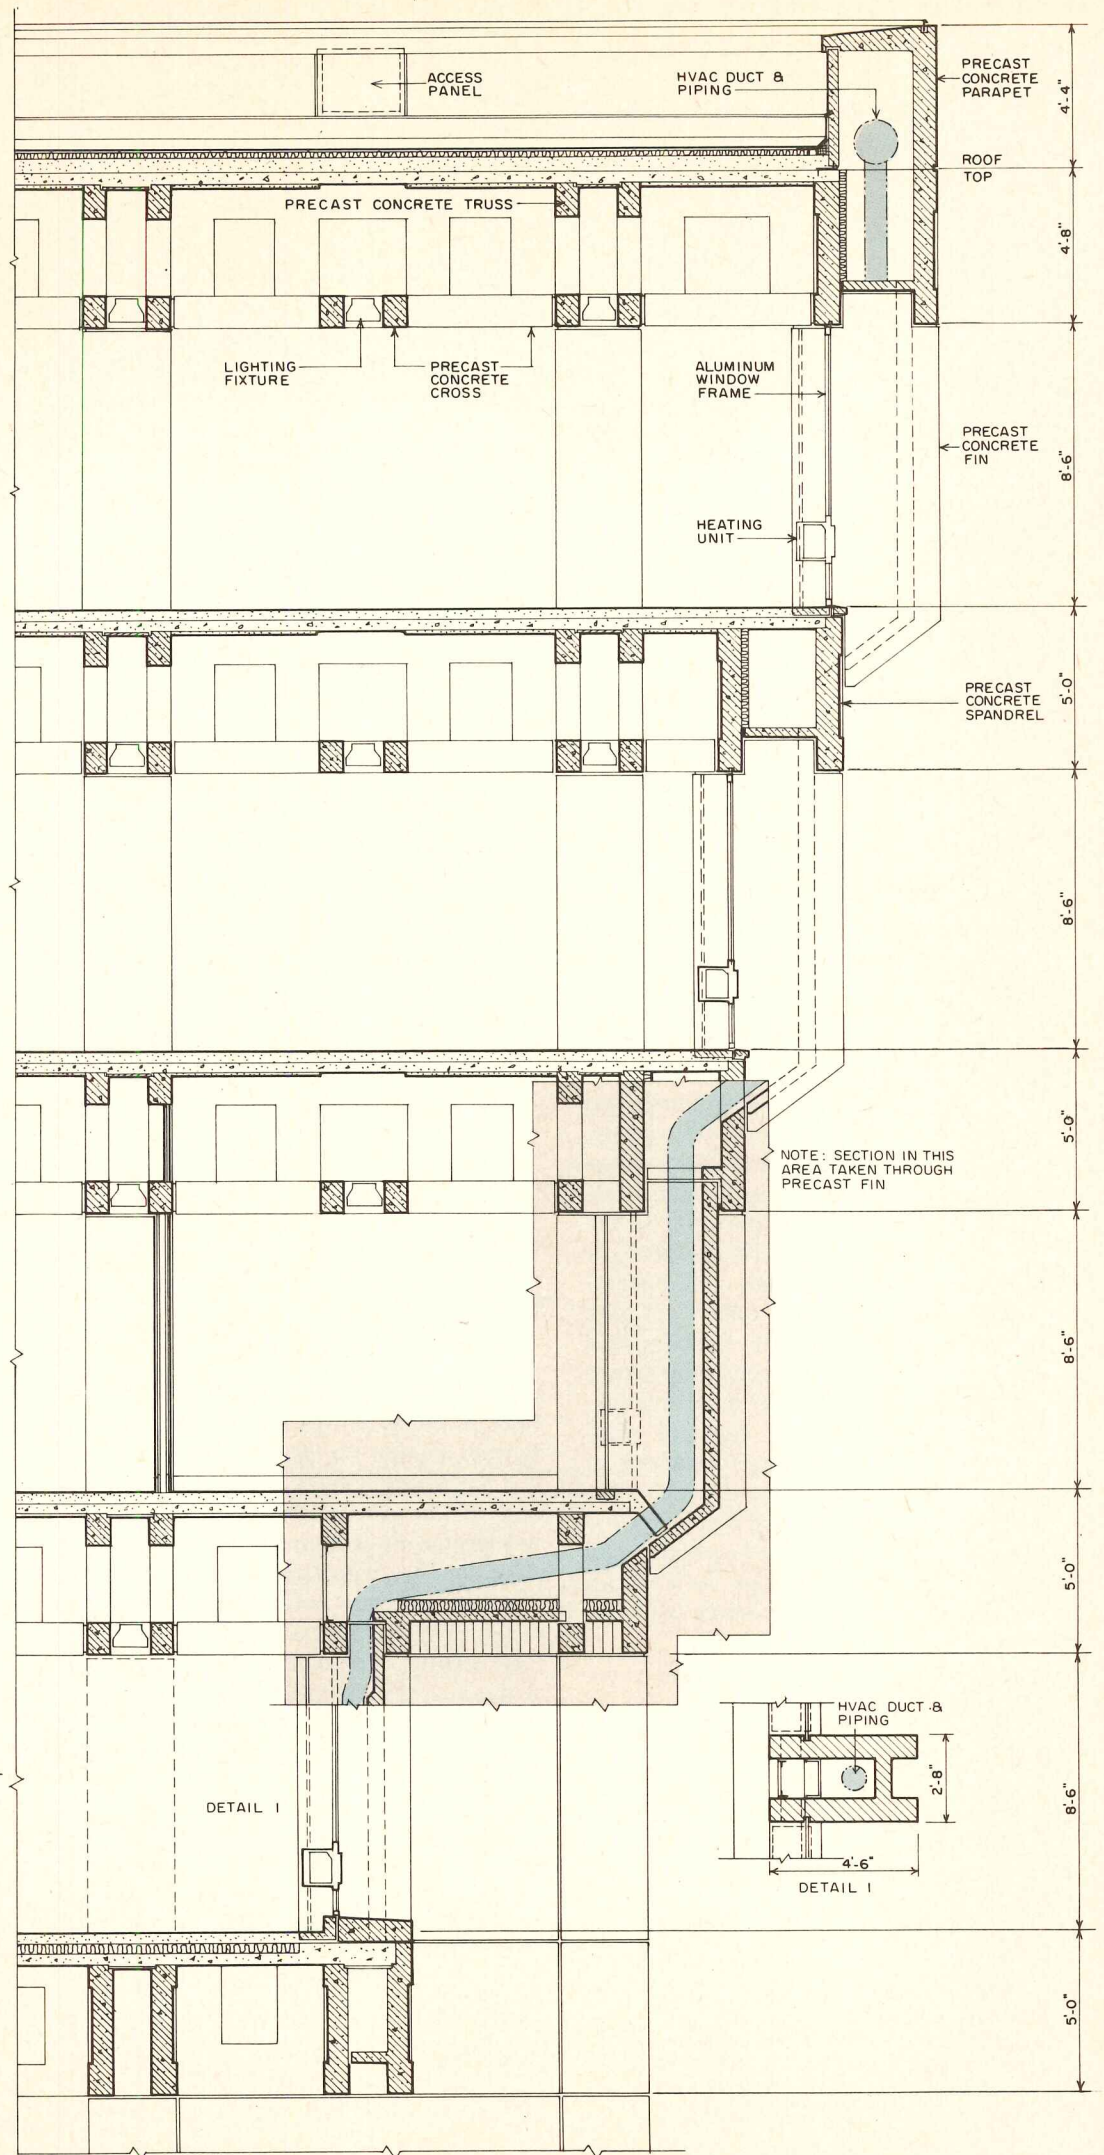 ACCESS
PANEL
HVAC DUCT &
PIPING
PRECAST
CONCRETE
PARAPET
4'-4"
ROOF
TOP
PRECAST CONCRETE TRUSS
4'-8"
LIGHTING
FIXTURE
PRECAST
CONCRETE
CROSS
ALUMINUM
WINDOW
FRAME
PRECAST
CONCRETE
FIN
8'-6"
HEATING
UNIT
PRECAST
CONCRETE
SPANDREL
5'-0"
8'-6"
NOTE: SECTION IN THIS
AREA TAKEN THROUGH
PRECAST FIN
5'-0"
8'-6"
5'-0"
HVAC DUCT &
PIPING
2'-8"
8'-6"
DETAIL 1
4'-6"
DETAIL 1
5'-0"